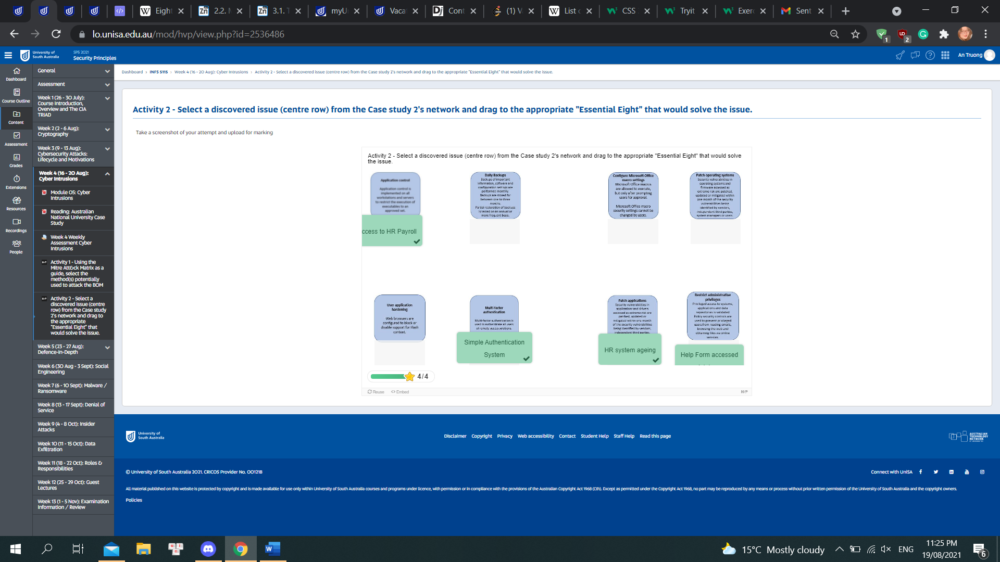 Eight
2.2. M
3.1. T
myU
Vaca
Cont
(1) V
List o
CSS
Tryit
Exer
Sent
lo.unisa.edu.au/mod/hvp/view.php?id=2536486
1
2
University of
South Australia
SP5 2021
Security Principles
An Truong
Dashboard
Course Outline
Content
Assessment
Grades
Extensions
Resources
Recordings
People
General
Assessment
Week 1 (26 - 30 July):
Course Introduction,
Overview and The CIA
TRIAD
Week 2 (2 - 6 Aug):
Cryptography
Week 3 (9 - 13 Aug):
Cybersecurity Attacks:
Lifecycle and Motivations
Week 4 (16 - 20 Aug):
Cyber Intrusions
Module 05: Cyber
Intrusions
Reading: Australian
National University Case
Study
Week 4 Weekly
Assessment Cyber
Intrusions
Activity 1 - Using the
Mitre Att&ck Matrix as a
guide, select the
method(s) potentially
used to attack the BOM
Activity 2 - Select a
discovered issue (centre
row) from the Case study
2's network and drag to
the appropriate
"Essential Eight" that
would solve the issue.
Week 5 (23 - 27 Aug):
Defence-in-Depth
Week 6 (30 Aug - 3 Sept): Social
Engineering
Week 7 (6 - 10 Sept): Malware /
Ransomware
Week 8 (13 - 17 Sept): Denial of
Service
Week 9 (4 - 8 Oct): Insider
Attacks
Week 10 (11 - 15 Oct): Data
Exfiltration
Week 11 (18 - 22 Oct): Roles &
Responsibilities
Week 12 (25 - 29 Oct): Guest
Lectures
Week 13 (1 - 5 Nov): Examination
Information / Review
Dashboard › INFS 5115 › Week 4 (16 - 20 Aug): Cyber Intrusions › Activity 2 - Select a discovered issue (centre row) from the Case study 2's network and drag to the appropriate "Essential Eight" that would solve the issue.
Activity 2 - Select a discovered issue (centre row) from the Case study 2's network and drag to the appropriate "Essential Eight" that would solve the issue.
Take a screenshot of your attempt and upload for marking
Activity 2 - Select a discovered issue (centre row) from the Case study 2's network and drag to the appropriate "Essential Eight" that would solve
the issue.
Application control
Application control is
implemented on all
workstations and servers
to restrict the execution of
executables to an
approved set.
ccess to HR Payroll
Daily Backups
Backups of important
information, software and
configuration settings are
performed monthly.
Backups are stored for
between one to three
months.
Partial restoration of backups
is tested on an annual or
more frequent basis.
Configure Microsoft Office
macro settings
Microsoft Office macros
are allowed to execute,
but only after prompting
users for approval.
Microsoft Office macro
security settings cannot be
changed by users.
Patch operating systems
Security vulnerabilities in
operating systems and
firmware assessed as
extreme risk are patched,
updated or mitigated within
one month of the security
vulnerabilities being
identified by vendors,
independent third parties,
system managers or users.
User application
hardening
Web browsers are
configured to block or
disable support for Flash
content.
Multi-factor
authentication
Multi-factor authentication is
used to authenticate all users
of remote access solutions.
Simple Authentication
System
Patch applications
Security vulnerabilities in
applications and drivers
assessed as extreme risk are
patched, updated or
mitigated within one month
of the security vulnerabilities
being identified by vendors,
independent third parties,
HR system ageing
Restrict administrative
privileges
Privileged access to systems,
applications and data
repositories is validated
Policy security controls are
used to prevent privileged
users from reading emails,
browsing the web and
obtaining files via online
services.
Help Form accessed
4/4
Reuse
<> Embed
H-P
University of
South Australia
Disclaimer Copyright Privacy Web accessibility Contact Student Help Staff Help Read this page
AUSTRALIAN
TECHNOLOGY
NETWORK
OF UNIVERSITIES
© University of South Australia 2021. CRICOS Provider No. 00121B
Connect with UniSA
All material published on this website is protected by copyright and is made available for use only within University of South Australia courses and programs under licence, with permission or in compliance with the provisions of the Australian Copyright Act 1968 (Cth). Except as permitted under the Copyright Act 1968, no part may be reproduced by any means or process without prior written permission of the University of South Australia and the copyright owners.
Policies
15°C Mostly cloudy
ENG
11:25 PM
19/08/2021
6